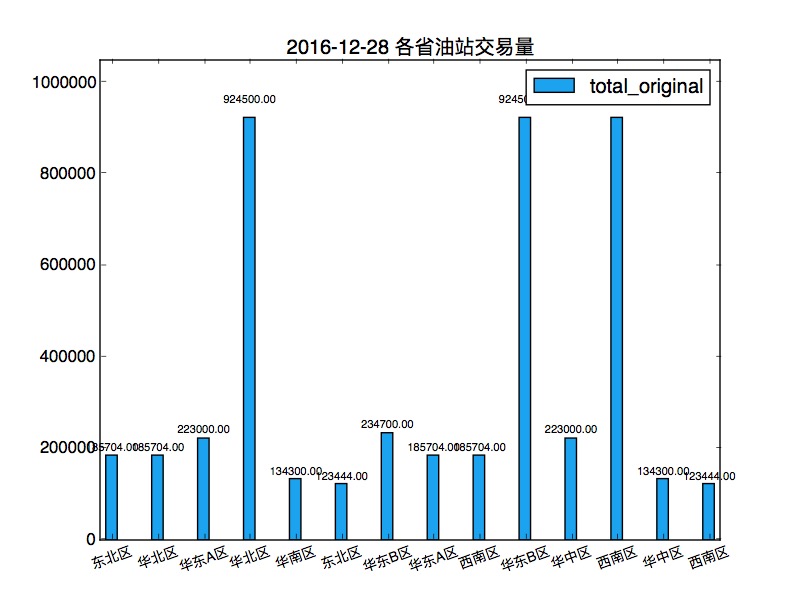 2016-12-28 各省油站交易量
total_original
1000000
800000
600000
400000
200000
0
924500.00
223000.00
185704.00
134300.00
123444.00
234700.00
185704.00
185704.00
223000.00
134300.00
123444.00
东北区
华北区
华东A区
华北区
华南区
东北区
华东B区
华东A区
西南区
华东B区
华中区
西南区
华中区
西南区